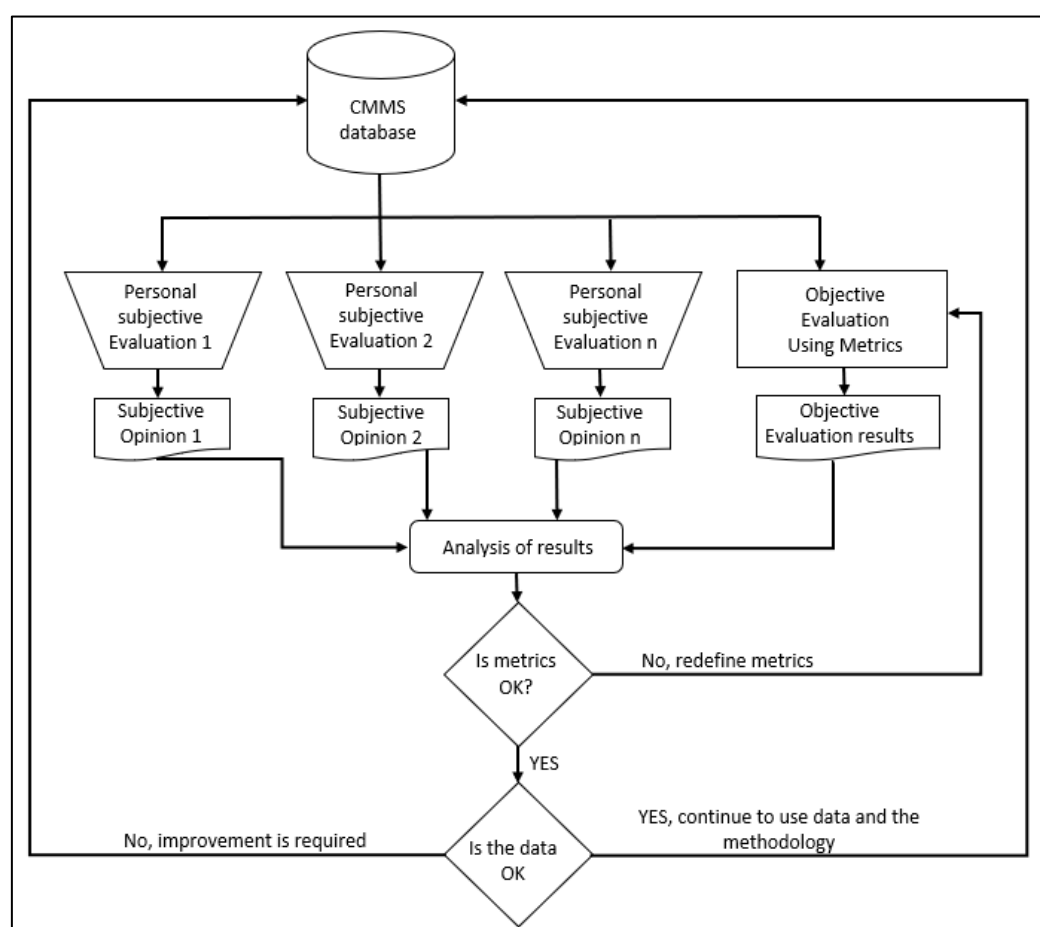 CMMS
database
Personal
subjective
Evaluation 1
Personal
subjective
Evaluation 2
Personal
subjective
Evaluation n
Objective
Evaluation
Using Metrics
Subjective
Opinion 1
Subjective
Opinion 2
Subjective
Opinion n
Objective
Evaluation results
Analysis of results
Is metrics
OK?
No, redefine metrics
YES
No, improvement is required
Is the data
OK
YES, continue to use data and the
methodology